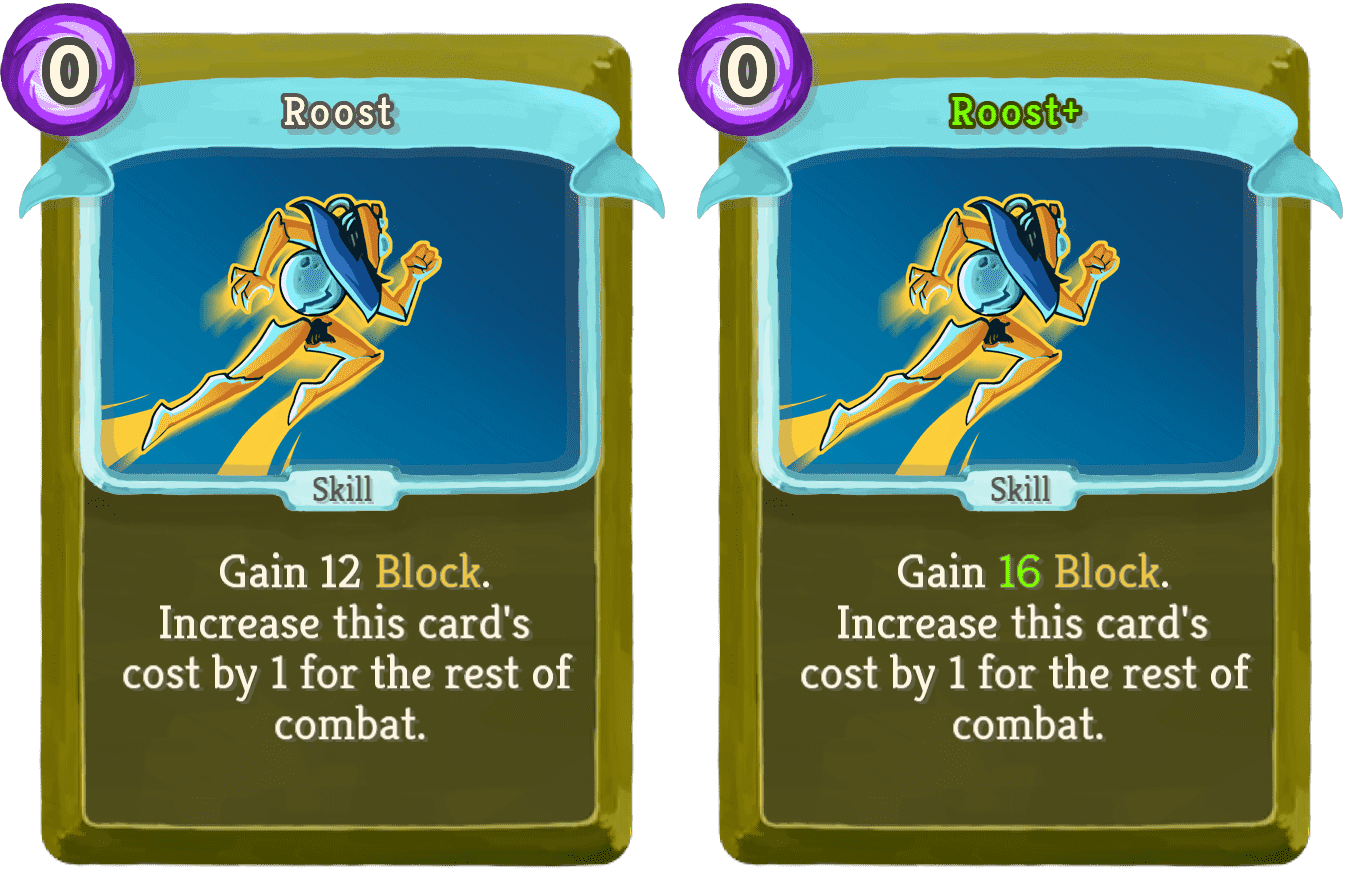 0
Roost
Skill
Gain 12 Block.
Increase this card's
cost by 1 for the rest of
combat.
0
Roost+
Skill
Gain 16 Block.
Increase this card's
cost by 1 for the rest of
combat.